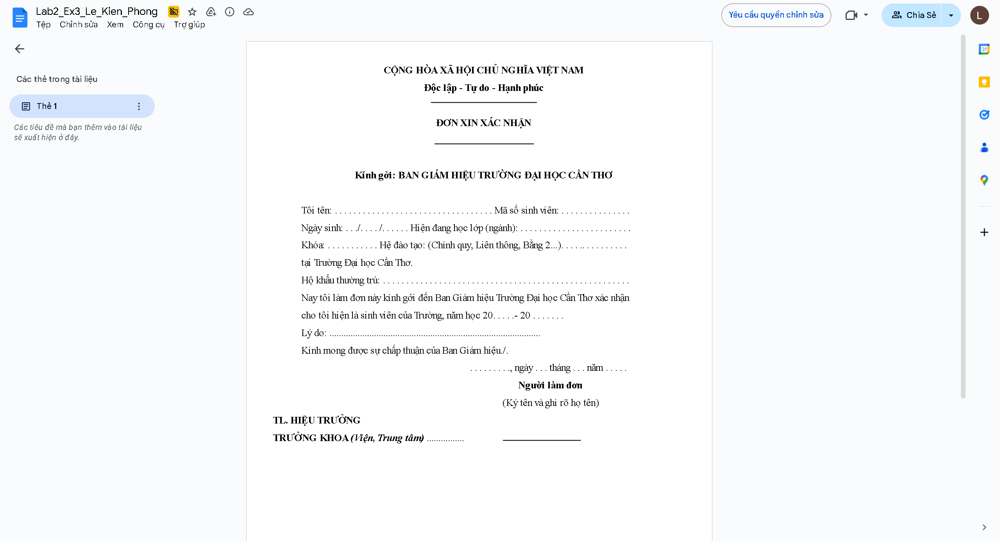 Lab2_Ex3_Le_Kien_Phong
Tệp Chỉnh sửa Xem Công cụ Trợ giúp
Yêu cầu quyền chỉnh sửa
Chia Sẻ
L
Các thẻ trong tài liệu
Thẻ 1
Các tiêu đề mà bạn thêm vào tài liệu
sẽ xuất hiện ở đây.
31
CỘNG HÒA XÃ HỘI CHỦ NGHĨA VIỆT NAM
Độc lập - Tự do - Hạnh phúc
ĐƠN XIN XÁC NHẬN
Kính gởi: BAN GIÁM HIỆU TRƯỜNG ĐẠI HỌC CẦN THƠ
Tôi tên: . . . . . . . . . . . . . . . . . . . . . . . . . . . . . . . . . . Mã số sinh viên: . . . . . . . . . . . . . . .
Ngày sinh: . . ./. . . . /. . . . . . Hiện đang học lớp (ngành): . . . . . . . . . . . . . . . . . . . . . . . .
Khóa: . . . . . . . . . . . Hệ đào tạo: (Chính quy, Liên thông, Bằng 2...). . . . .. . . . . . . . . .
tại Trường Đại học Cần Thơ.
Hộ khẩu thường trú: . . . . . . . . . . . . . . . . . . . . . . . . . . . . . . . . . . . . . . . . . . . . . . . . . . . . .
Nay tôi làm đơn này kính gởi đến Ban Giám hiệu Trường Đại học Cần Thơ xác nhận
cho tôi hiện là sinh viên của Trường, năm học 20. . . . .- 20 . . . . . . .
Lý do: ..........................................................................................
Kính mong được sự chấp thuận của Ban Giám hiệu./.
. . . . . . . . ., ngày . . . tháng . . . năm . . . . .
Người làm đơn
(Ký tên và ghi rõ họ tên)
TL. HIỆU TRƯỞNG
TRƯỞNG KHOA (Viện, Trung tâm) ................